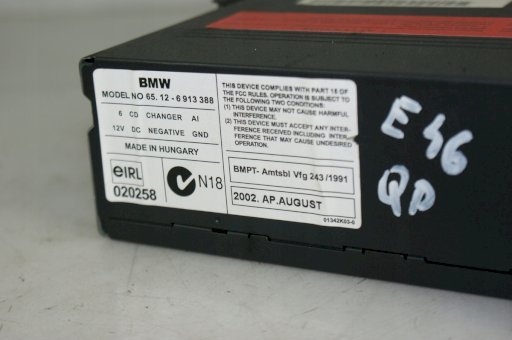 BMW
MODEL NO 65. 12 - 6 913 388
6 CD CHANGER AI
12V DC NEGATIVE GND
MADE IN HUNGARY
eIRL
020258
N18
THIS DEVICE COMPLIES WITH PART 15 OF
THE FCC RULES. OPERATION IS SUBJECT TO
THE FOLLOWING TWO CONDITIONS:
(1) THIS DEVICE MAY NOT CAUSE HARMFUL
INTERFERENCE.
(2) THIS DEVICE MUST ACCEPT ANY INTER-
FERENCE RECEIVED INCLUDING INTER-
FERENCE THAT MAY CAUSE UNDESIRED
OPERATION.
BMPT- Amtsbl Vfg 243 /1991
2002. AP.AUGUST
01342K03-0
E 46
QP